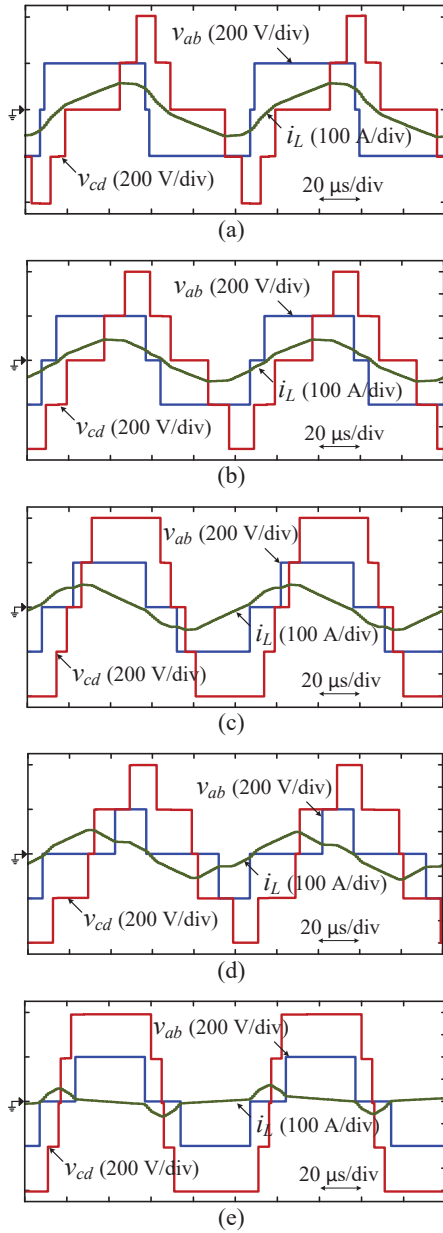 v_ab (200 V/div)
i_L (100 A/div)
v_cd (200 V/div)
20 μs/div
(a)
v_ab (200 V/div)
i_L (100 A/div)
v_cd (200 V/div)
20 μs/div
(b)
v_ab (200 V/div)
i_L (100 A/div)
v_cd (200 V/div)
20 μs/div
(c)
v_ab (200 V/div)
i_L (100 A/div)
v_cd (200 V/div)
20 μs/div
(d)
v_ab (200 V/div)
i_L (100 A/div)
v_cd (200 V/div)
20 μs/div
(e)